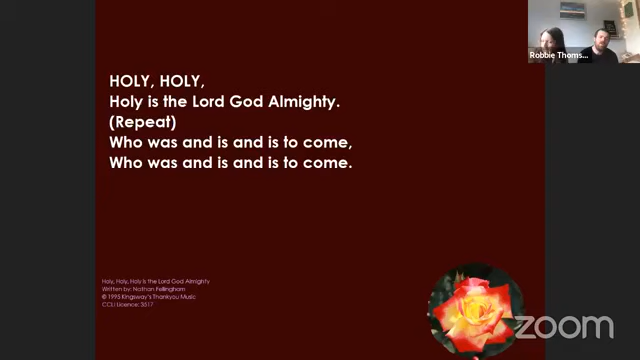 HOLY, HOLY,
Holy is the Lord God Almighty.
(Repeat)
Who was and is and is to come,
Who was and is and is to come.
Holy, Holy, Holy is the Lord God Almighty
Written by: Nathan Fellingham
© 1995 Kingsway's Thankyou Music
CCLI Licence: 3517
Robbie Thoms...
zoom